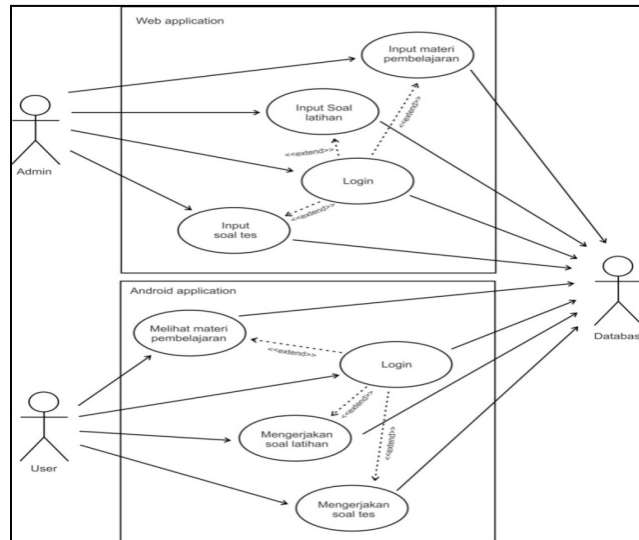 Web application
Input materi
pembelajaran
Input Soal
latihan
<<extend>>
<<extend>>
Admin
Login
<<extend>>
Input
soal tes
Android application
Melihat materi
pembelajaran
<<extend>>
Login
Databas
<<extend>>
Mengerjakan
soal latihan
<<extend>>
User
Mengerjakan
soal tes